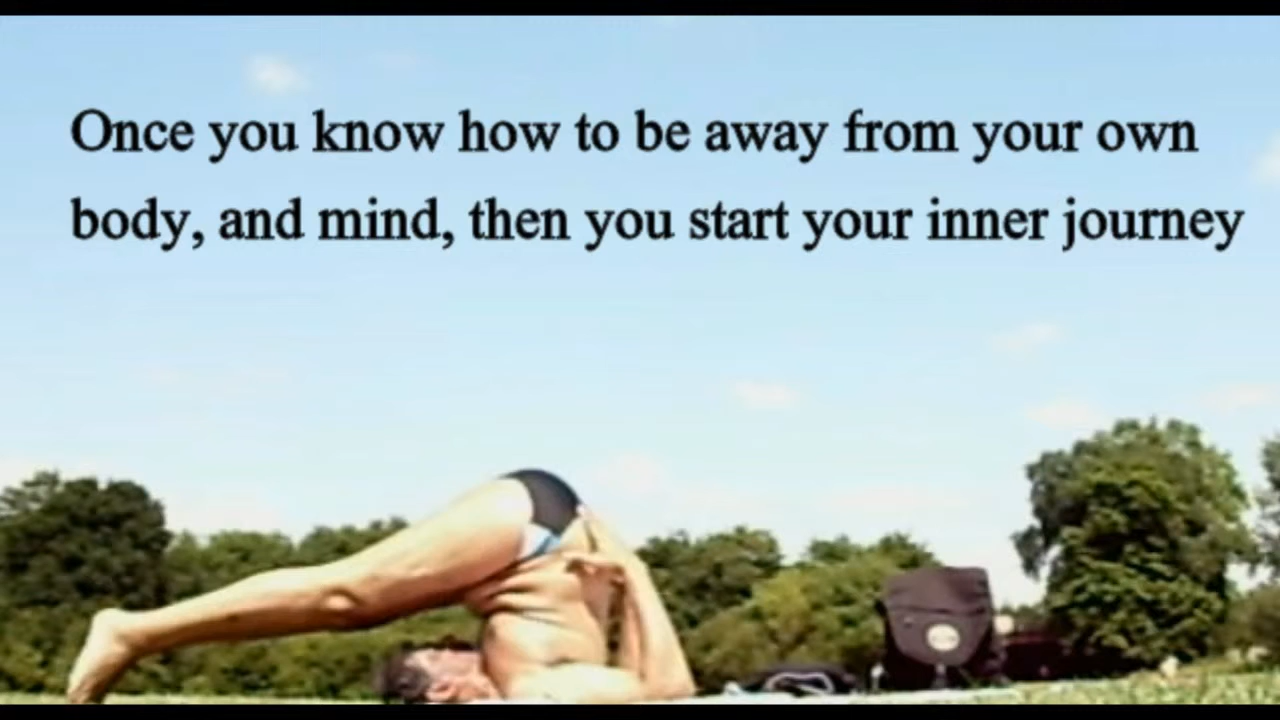 Once you know how to be away from your own
body, and mind, then you start your inner journey